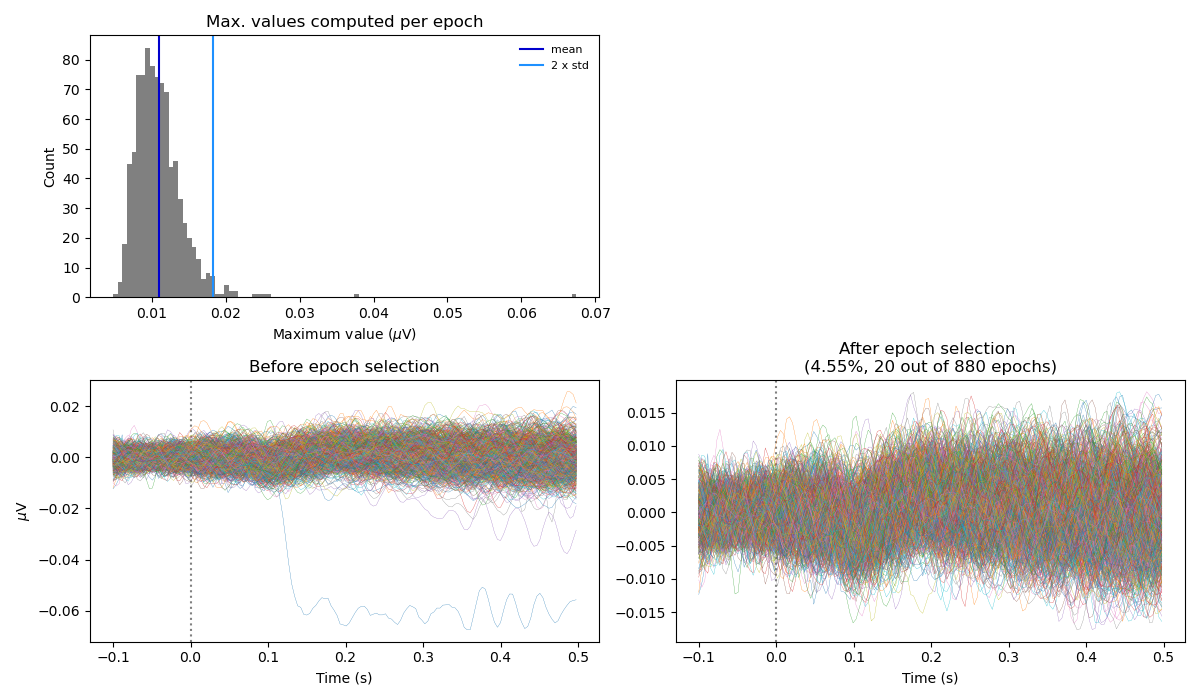 Max. values computed per epoch
mean
2 x std
Count
80
70
60
50
40
30
20
10
0
0.01 0.02 0.03 0.04 0.05 0.06 0.07
Maximum value (μV)
Before epoch selection
μV
0.02
0.00
−0.02
−0.04
−0.06
−0.1 0.0 0.1 0.2 0.3 0.4 0.5
Time (s)
After epoch selection
(4.55%, 20 out of 880 epochs)
0.015
0.010
0.005
0.000
−0.005
−0.010
−0.015
−0.1 0.0 0.1 0.2 0.3 0.4 0.5
Time (s)